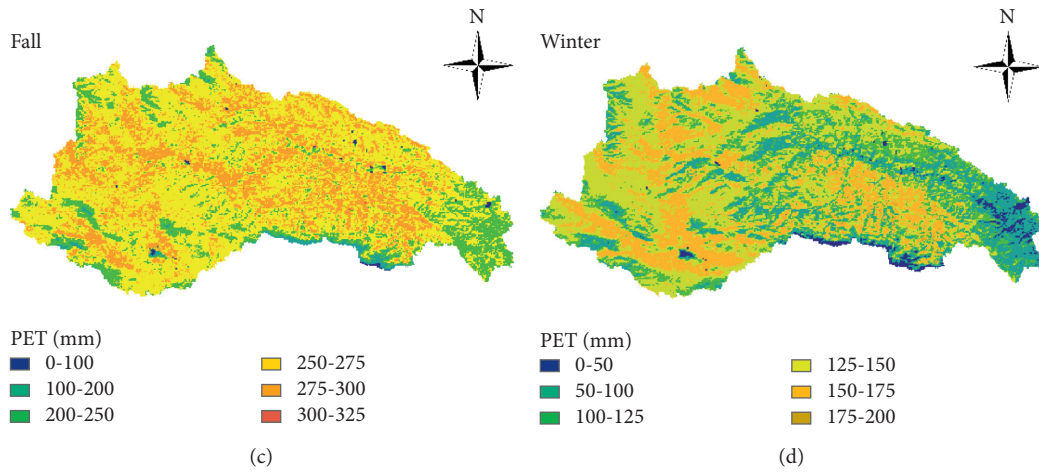 Fall
N
PET (mm)
0-100
100-200
200-250
250-275
275-300
300-325
(c)
Winter
N
PET (mm)
0-50
50-100
100-125
125-150
150-175
175-200
(d)